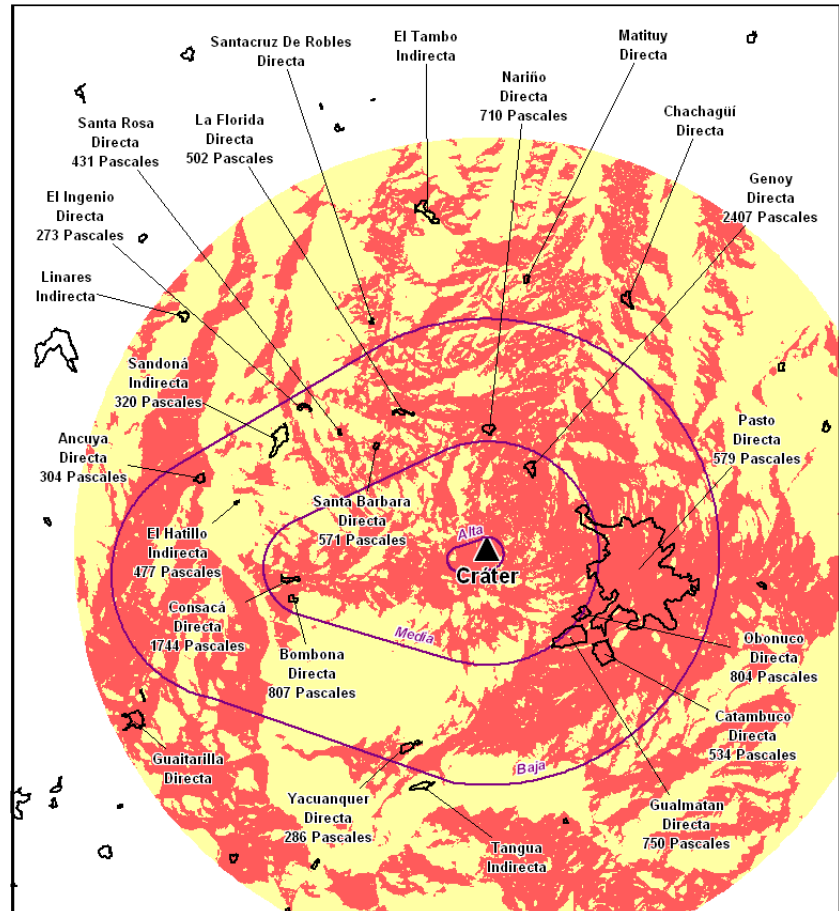 Santacruz De Robles
Directa
El Tambo
Indirecta
Matituy
Directa
Nariño
Directa
710 Pascales
Chachagüí
Directa
Santa Rosa
Directa
431 Pascales
La Florida
Directa
502 Pascales
Genoy
Directa
2407 Pascales
El Ingenio
Directa
273 Pascales
Linares
Indirecta
Sandoná
Indirecta
320 Pascales
Pasto
Directa
579 Pascales
Ancuya
Directa
304 Pascales
Santa Barbara
Directa
571 Pascales
El Hatillo
Indirecta
477 Pascales
Alta
Cráter
Consacá
Directa
1744 Pascales
Media
Bombona
Directa
807 Pascales
Obonuco
Directa
804 Pascales
Catambuco
Directa
534 Pascales
Guaitarilla
Directa
Baja
Yacuanquer
Directa
286 Pascales
Gualmatan
Directa
750 Pascales
Tangua
Indirecta